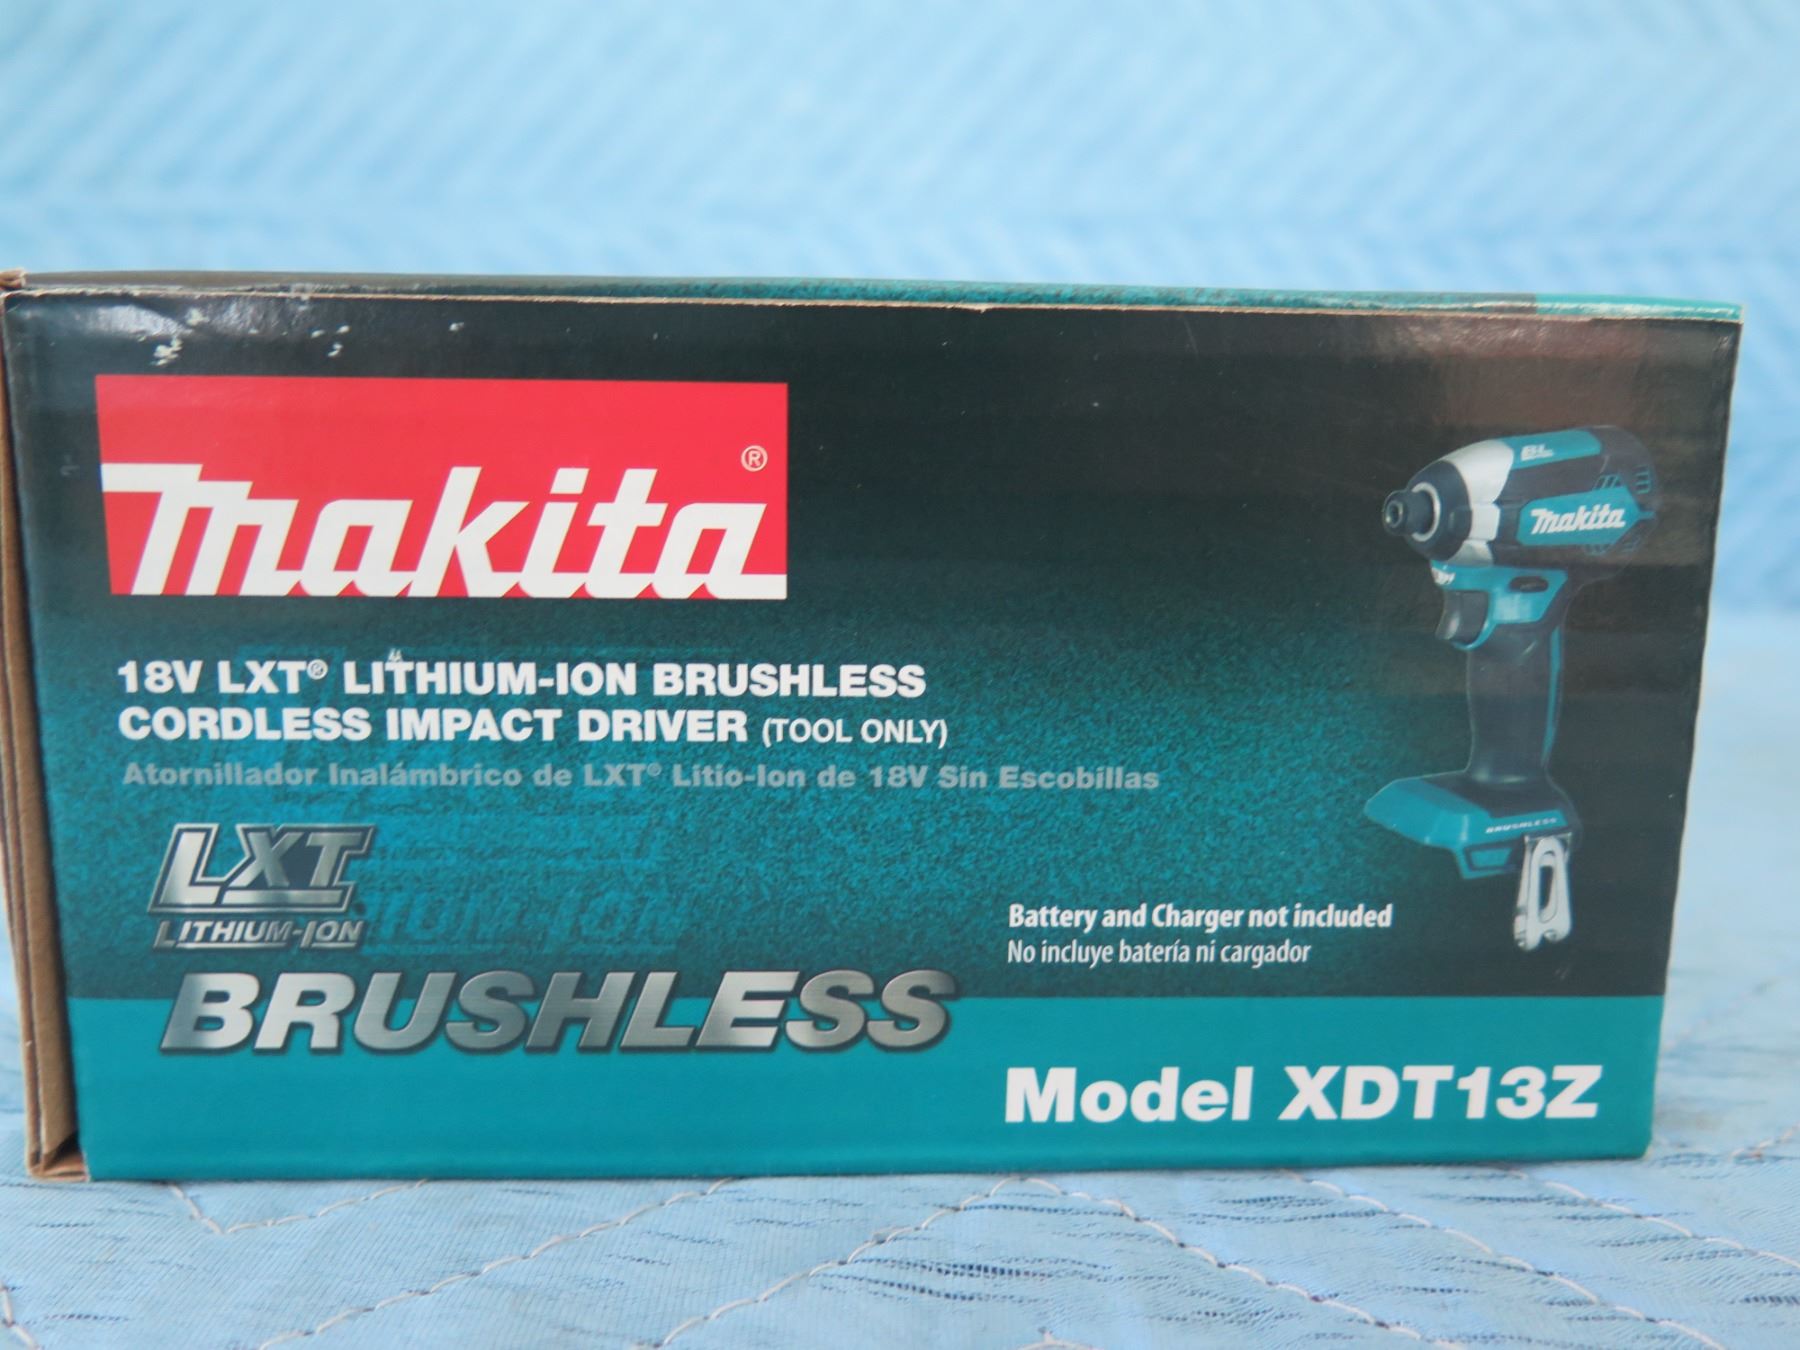 Makita®
18V LXT® LITHIUM-ION BRUSHLESS
CORDLESS IMPACT DRIVER (TOOL ONLY)
Atornillador Inalámbrico de LXT® Litio-Ion de 18V Sin Escobillas
LXT
LITHIUM-ION
BRUSHLESS
BL
Makita
BRUSHLESS
Battery and Charger not included
No incluye batería ni cargador
Model XDT13Z